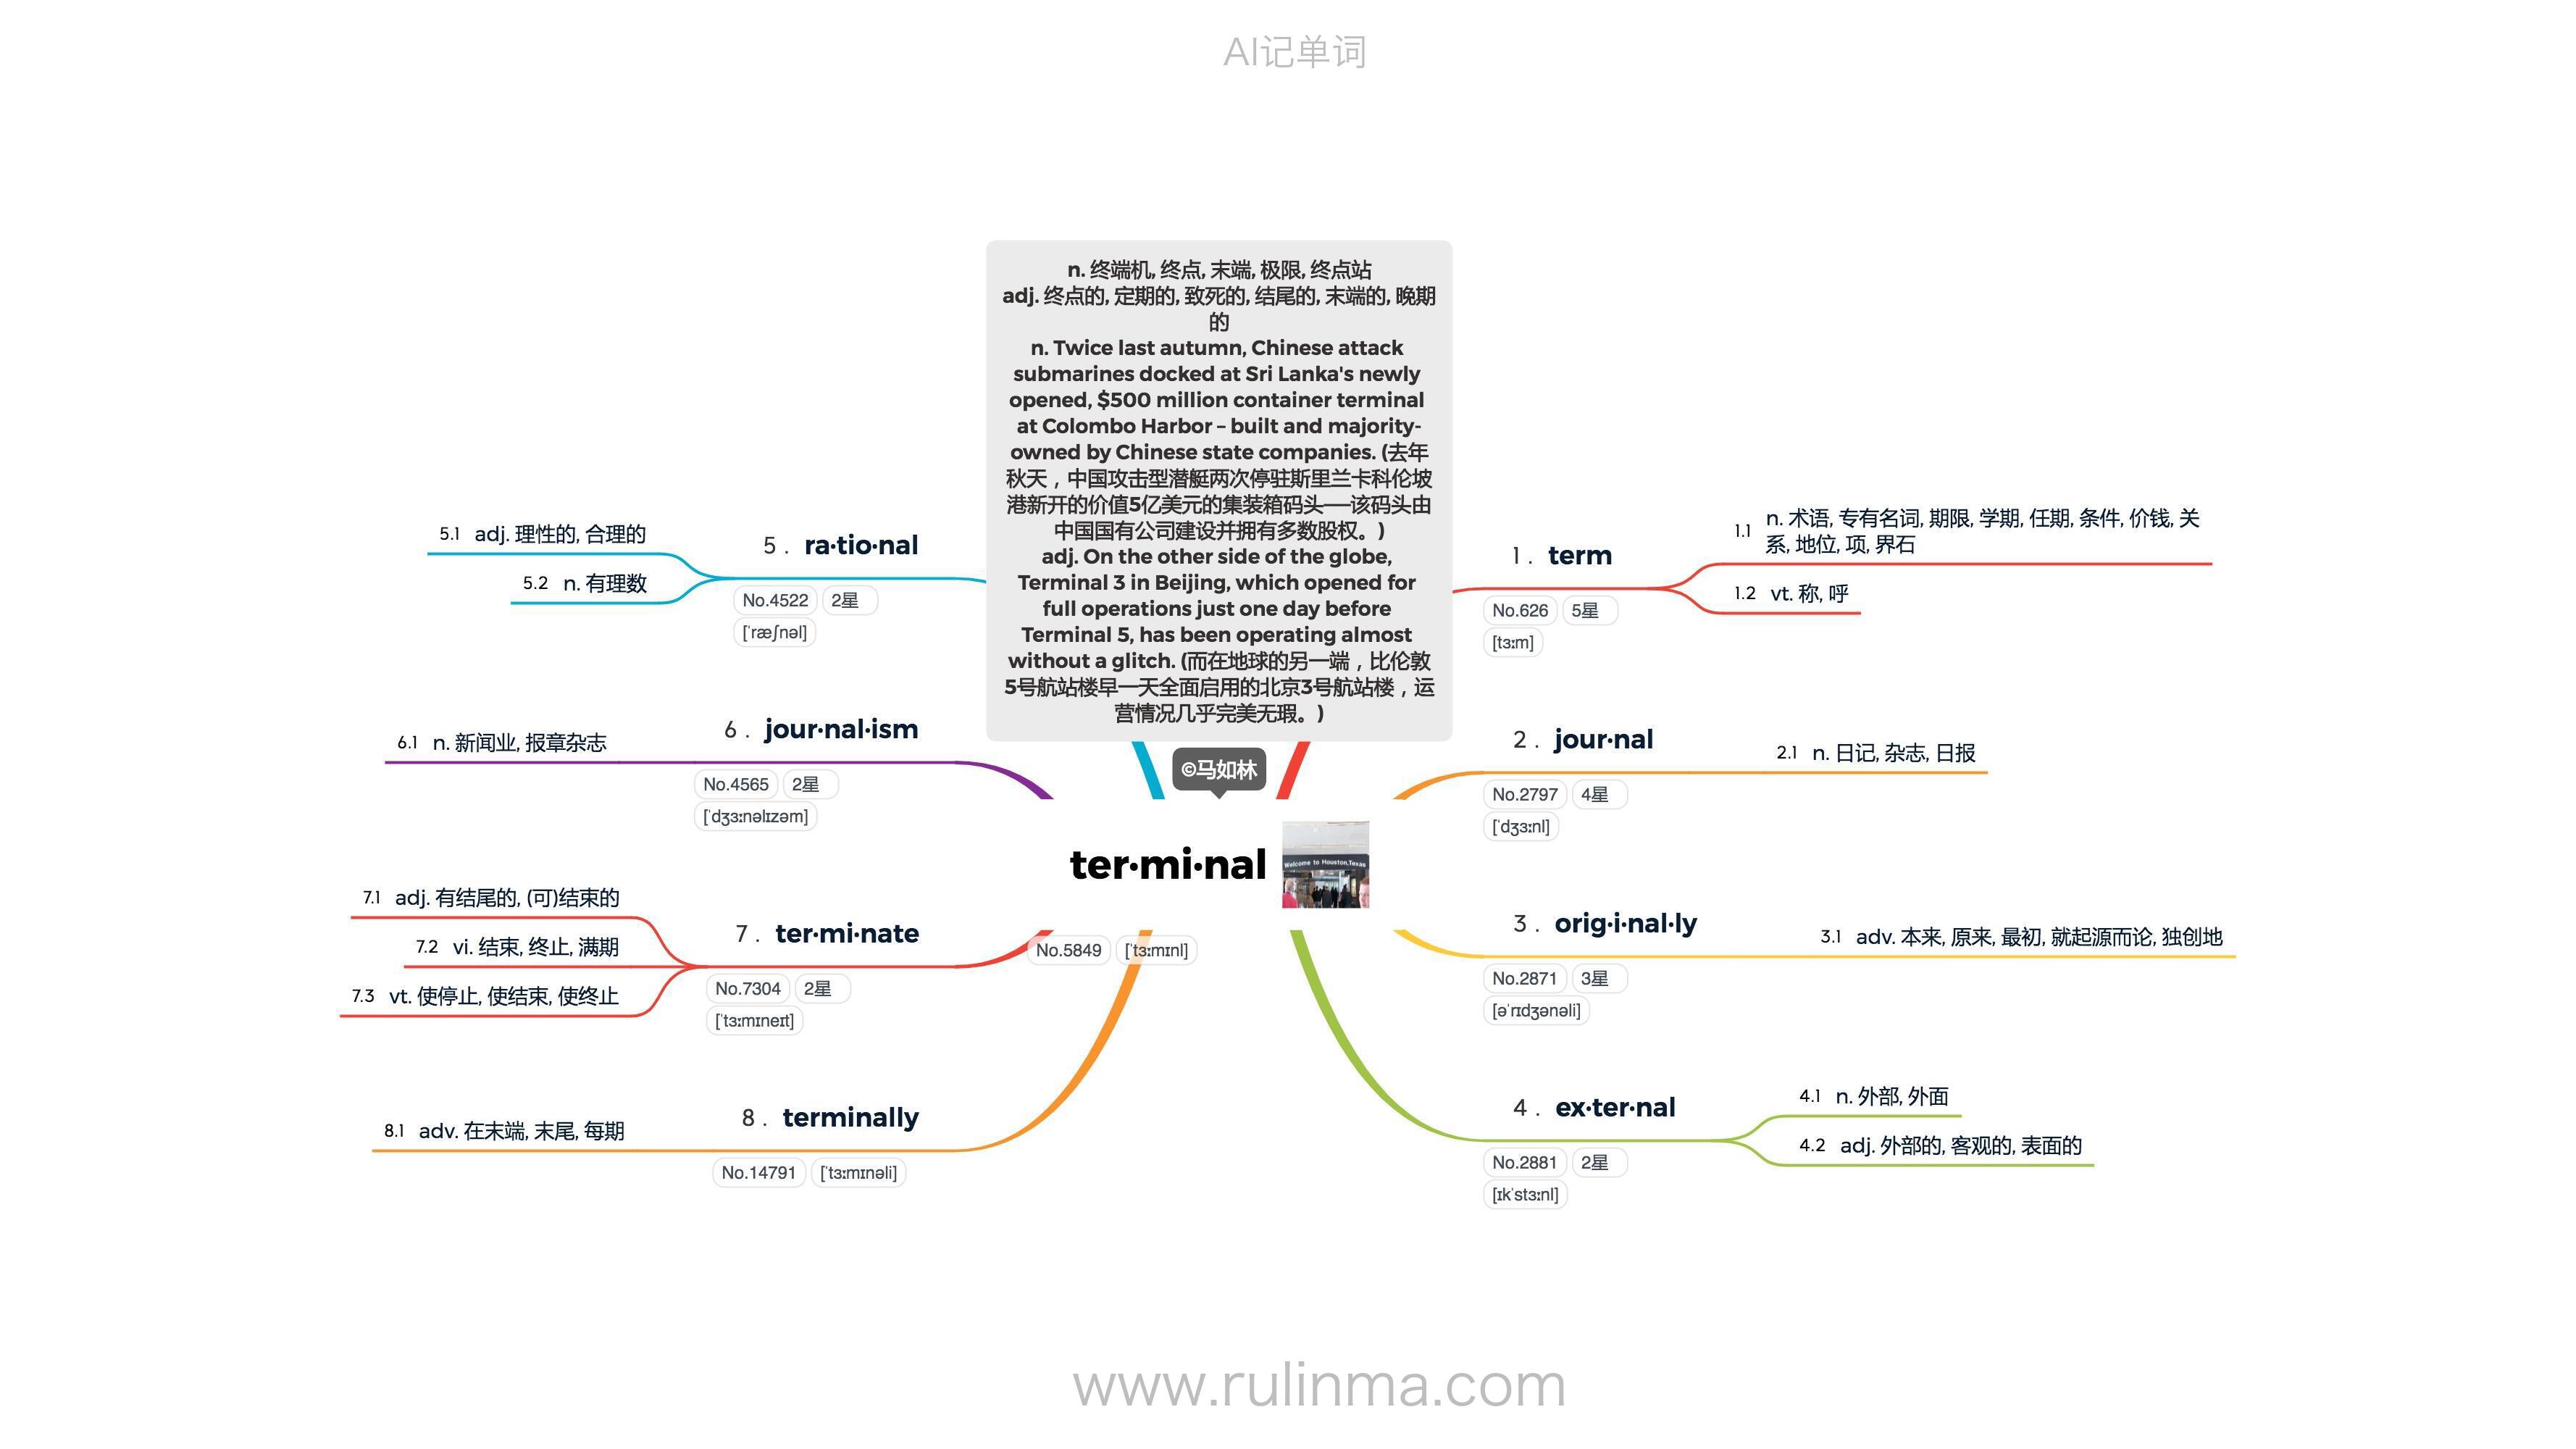 AI记单词
n. 终端机, 终点, 末端, 极限, 终点站
adj. 终点的, 定期的, 致死的, 结尾的, 末端的, 晚期
的
n. Twice last autumn, Chinese attack
submarines docked at Sri Lanka's newly
opened, $500 million container terminal
at Colombo Harbor – built and majority-
owned by Chinese state companies. (去年
秋天，中国攻击型潜艇两次停驻斯里兰卡科伦坡
港新开的价值5亿美元的集装箱码头──该码头由
中国国有公司建设并拥有多数股权。)
adj. On the other side of the globe,
Terminal 3 in Beijing, which opened for
full operations just one day before
Terminal 5, has been operating almost
without a glitch. (而在地球的另一端，比伦敦
5号航站楼早一天全面启用的北京3号航站楼，运
营情况几乎完美无瑕。)
©马如林
ter·mi·nal
Welcome to Houston,Texas
No.5849 [ˈtɜːmɪnl]
1. term
No.626 5星
[tɜːm]
1.1 n. 术语, 专有名词, 期限, 学期, 任期, 条件, 价钱, 关
系, 地位, 项, 界石
1.2 vt. 称, 呼
2. jour·nal
No.2797 4星
[ˈdʒɜːnl]
2.1 n. 日记, 杂志, 日报
3. orig·i·nal·ly
No.2871 3星
[əˈrɪdʒənəli]
3.1 adv. 本来, 原来, 最初, 就起源而论, 独创地
4. ex·ter·nal
No.2881 2星
[ɪkˈstɜːnl]
4.1 n. 外部, 外面
4.2 adj. 外部的, 客观的, 表面的
5. ra·tio·nal
No.4522 2星
[ˈræʃnəl]
5.1 adj. 理性的, 合理的
5.2 n. 有理数
6. jour·nal·ism
No.4565 2星
[ˈdʒɜːnəlɪzəm]
6.1 n. 新闻业, 报章杂志
7. ter·mi·nate
No.7304 2星
[ˈtɜːmɪneɪt]
7.1 adj. 有结尾的, (可)结束的
7.2 vi. 结束, 终止, 满期
7.3 vt. 使停止, 使结束, 使终止
8. terminally
No.14791 [ˈtɜːmɪnəli]
8.1 adv. 在末端, 末尾, 每期
www.rulinma.com